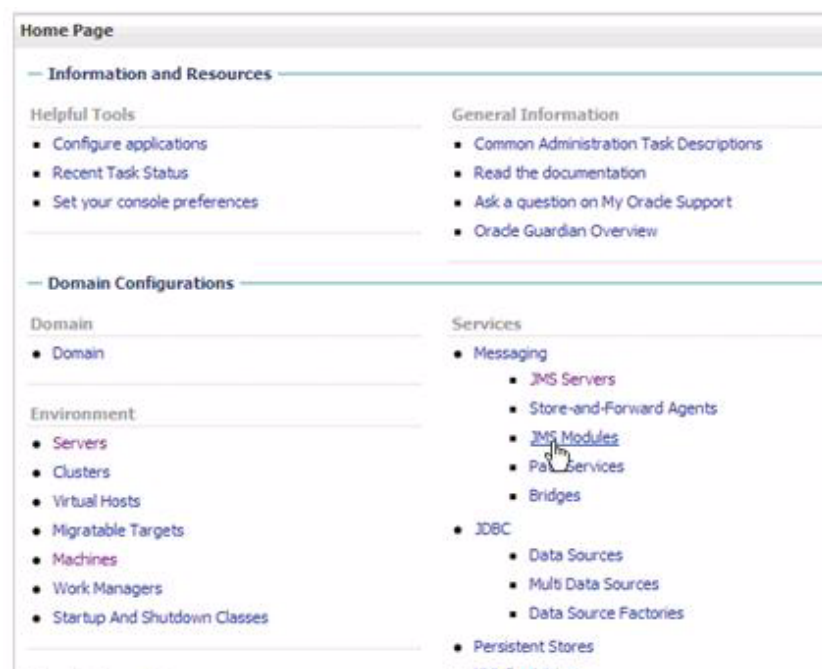 Home Page
Information and Resources
Helpful Tools
Configure applications
Recent Task Status
Set your console preferences
General Information
Common Administration Task Descriptions
Read the documentation
Ask a question on My Oracle Support
Oracle Guardian Overview
Domain Configurations
Domain
Domain
Environment
Servers
Clusters
Virtual Hosts
Migratable Targets
Machines
Work Managers
Startup And Shutdown Classes
Services
Messaging
JMS Servers
Store-and-Forward Agents
JMS Modules
Services
Bridges
JDBC
Data Sources
Multi Data Sources
Data Source Factories
Persistent Stores